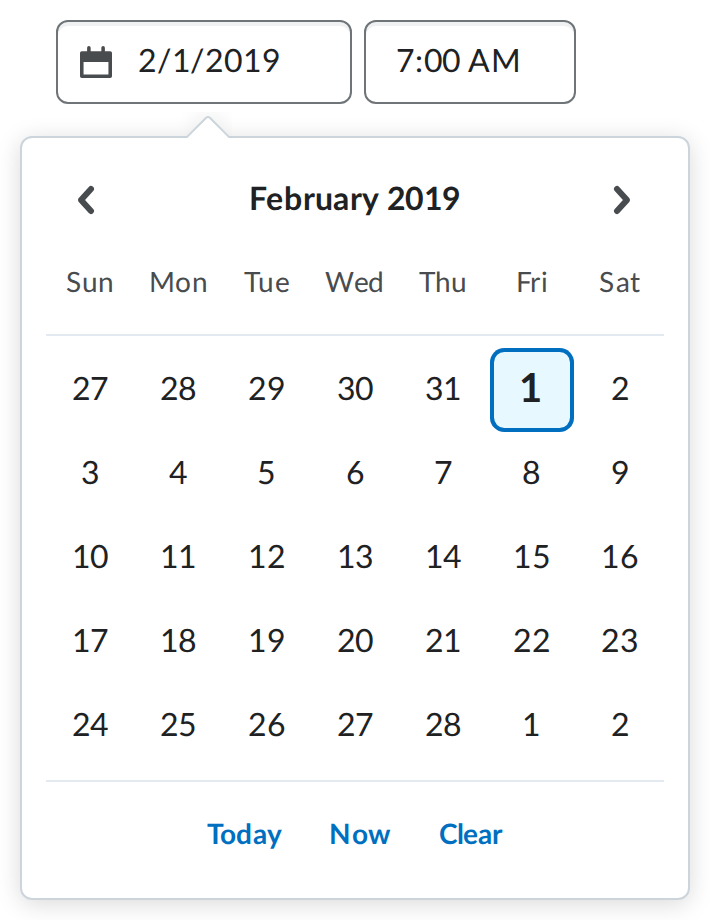 2/1/2019 7:00 AM
February 2019
Sun Mon Tue Wed Thu Fri Sat
27 28 29 30 31 1 2
3 4 5 6 7 8 9
10 11 12 13 14 15 16
17 18 19 20 21 22 23
24 25 26 27 28 1 2
Today Now Clear